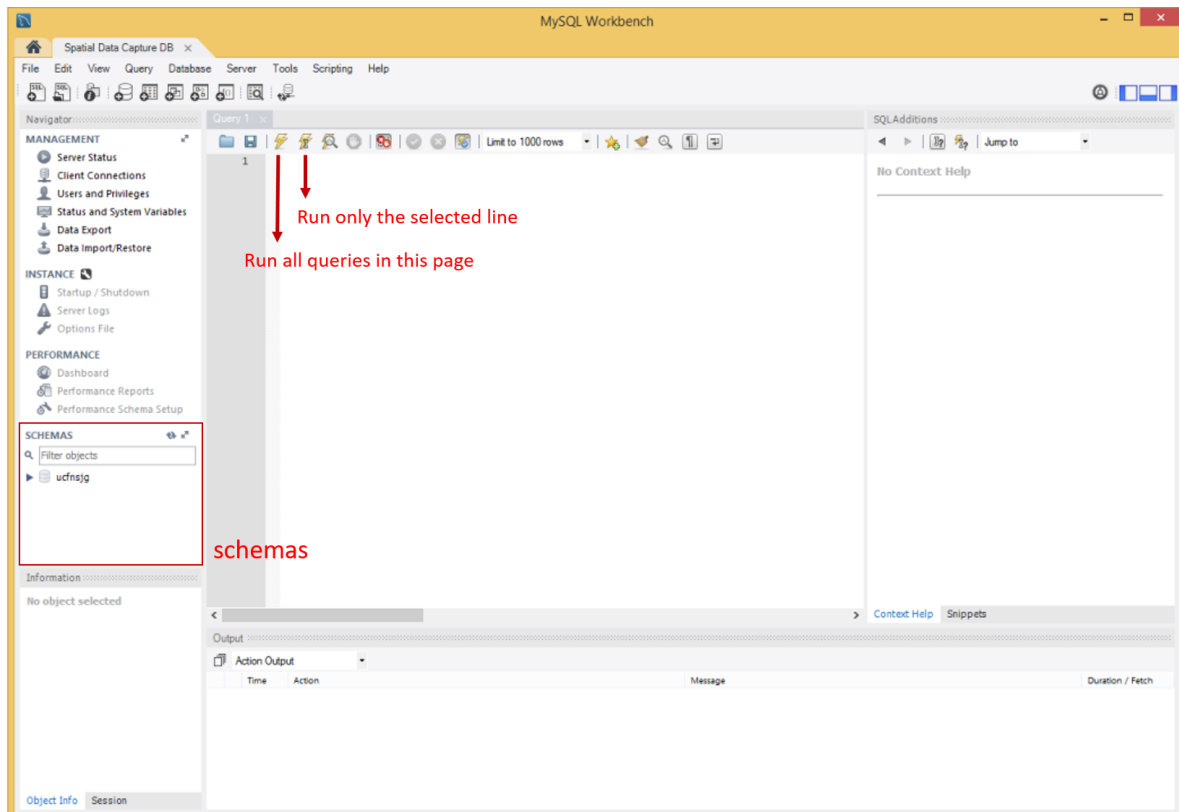 MySQL Workbench
Spatial Data Capture DB
File Edit View Query Database Server Tools Scripting Help
Navigator
MANAGEMENT
Server Status
Client Connections
Users and Privileges
Status and System Variables
Data Export
Data Import/Restore
INSTANCE
Startup / Shutdown
Server Logs
Options File
PERFORMANCE
Dashboard
Performance Reports
Performance Schema Setup
SCHEMAS
Filter objects
ucfnsjg
schemas
Information
No object selected
Object Info Session
Query 1
Limit to 1000 rows
1
Run only the selected line
Run all queries in this page
SQLAdditions
Jump to
No Context Help
Context Help Snippets
Output
Action Output
Time Action Message Duration / Fetch